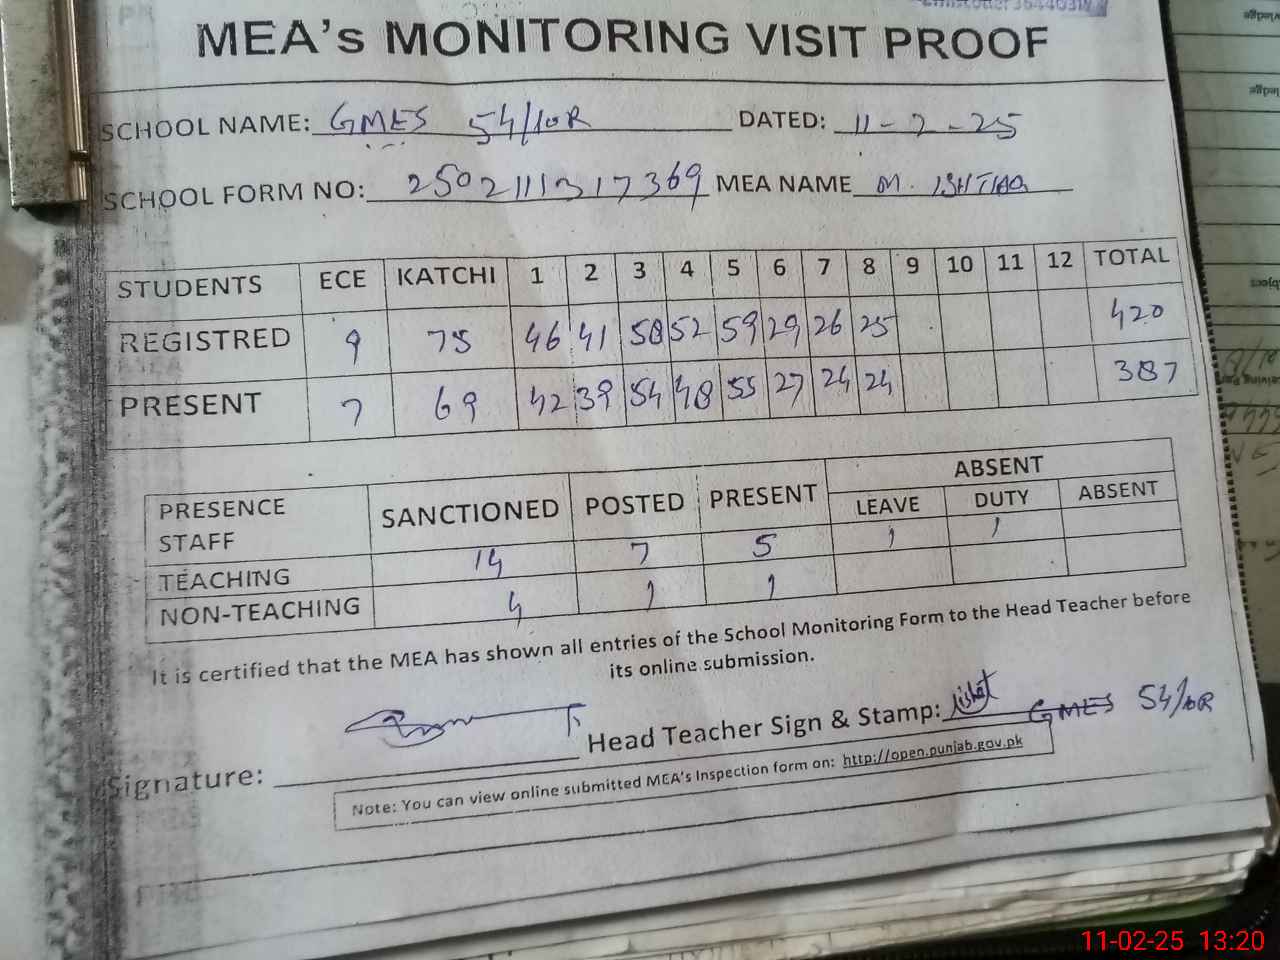 MEA's MONITORING VISIT PROOF
SCHOOL NAME: GMES 54/10R DATED: 11-2-25
SCHOOL FORM NO: 2502111317369 MEA NAME M. ISHTIAQ
STUDENTS ECE KATCHI 1 2 3 4 5 6 7 8 9 10 11 12 TOTAL
REGISTRED 9 75 46 41 58 52 59 29 26 25 420
PRESENT 7 69 42 39 54 48 55 27 24 24 387
PRESENCE STAFF SANCTIONED POSTED PRESENT ABSENT
LEAVE DUTY ABSENT
TEACHING 14 7 5 1 1
NON-TEACHING 4 1 1
It is certified that the MEA has shown all entries of the School Monitoring Form to the Head Teacher before
its online submission.
Signature: Head Teacher Sign & Stamp: GMES 54/10R
Note: You can view online submitted MEA's Inspection form on: http://open.punjab.gov.pk
11-02-25 13:20